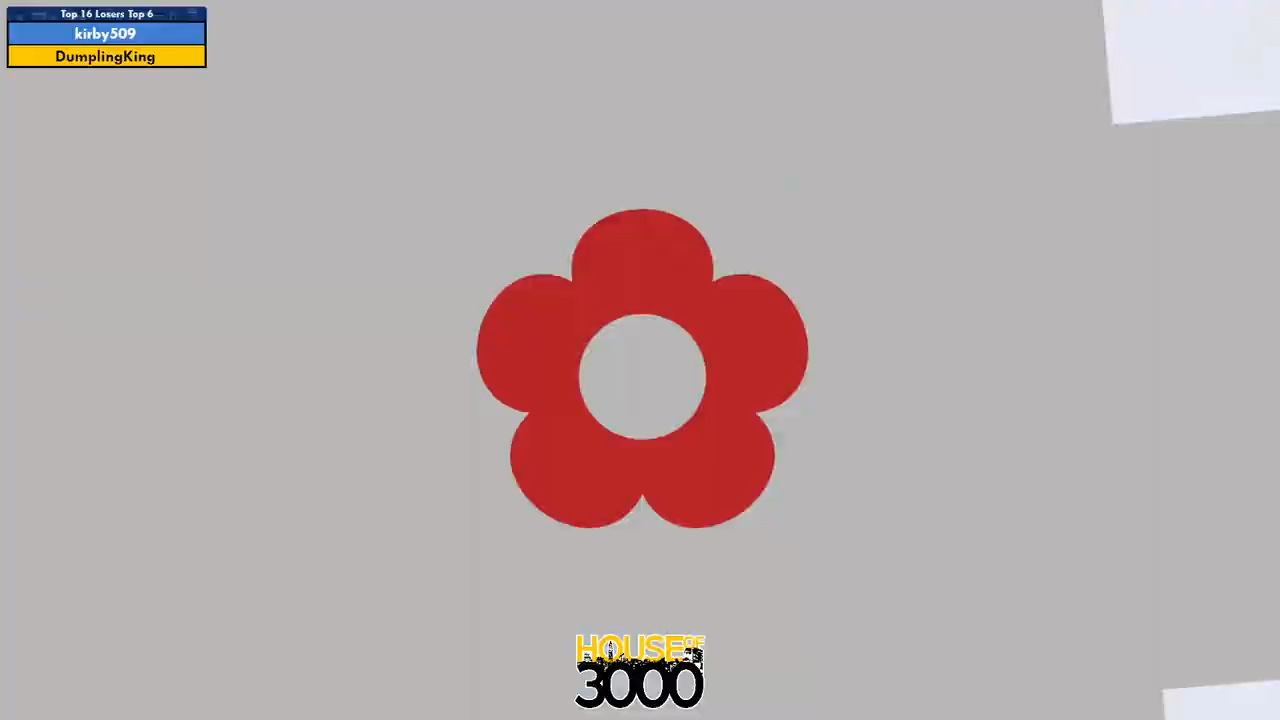 Top 16 Losers Top 6
kirby509
DumplingKing
HOUSE OF
3000